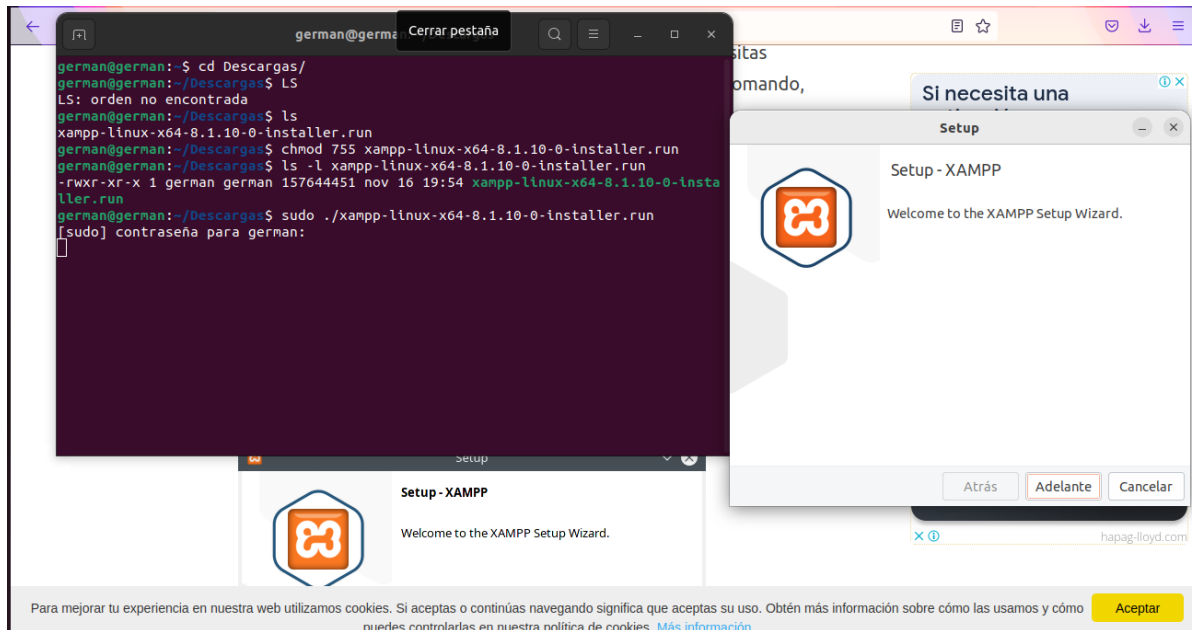 german@german
Cerrar pestaña
german@german:~$ cd Descargas/
german@german:~/Descargas$ LS
LS: orden no encontrada
german@german:~/Descargas$ ls
xampp-linux-x64-8.1.10-0-installer.run
german@german:~/Descargas$ chmod 755 xampp-linux-x64-8.1.10-0-installer.run
german@german:~/Descargas$ ls -l xampp-linux-x64-8.1.10-0-installer.run
-rwxr-xr-x 1 german german 157644451 nov 16 19:54 xampp-linux-x64-8.1.10-0-insta
ller.run
german@german:~/Descargas$ sudo ./xampp-linux-x64-8.1.10-0-installer.run
[sudo] contraseña para german:
sitas
omando,
Si necesita una
Setup
Setup - XAMPP
Welcome to the XAMPP Setup Wizard.
Atrás
Adelante
Cancelar
hapag-lloyd.com
Setup
Setup - XAMPP
Welcome to the XAMPP Setup Wizard.
Para mejorar tu experiencia en nuestra web utilizamos cookies. Si aceptas o continúas navegando significa que aceptas su uso. Obtén más información sobre cómo las usamos y cómo
puedes controlarlas en nuestra política de cookies. Más información
Aceptar